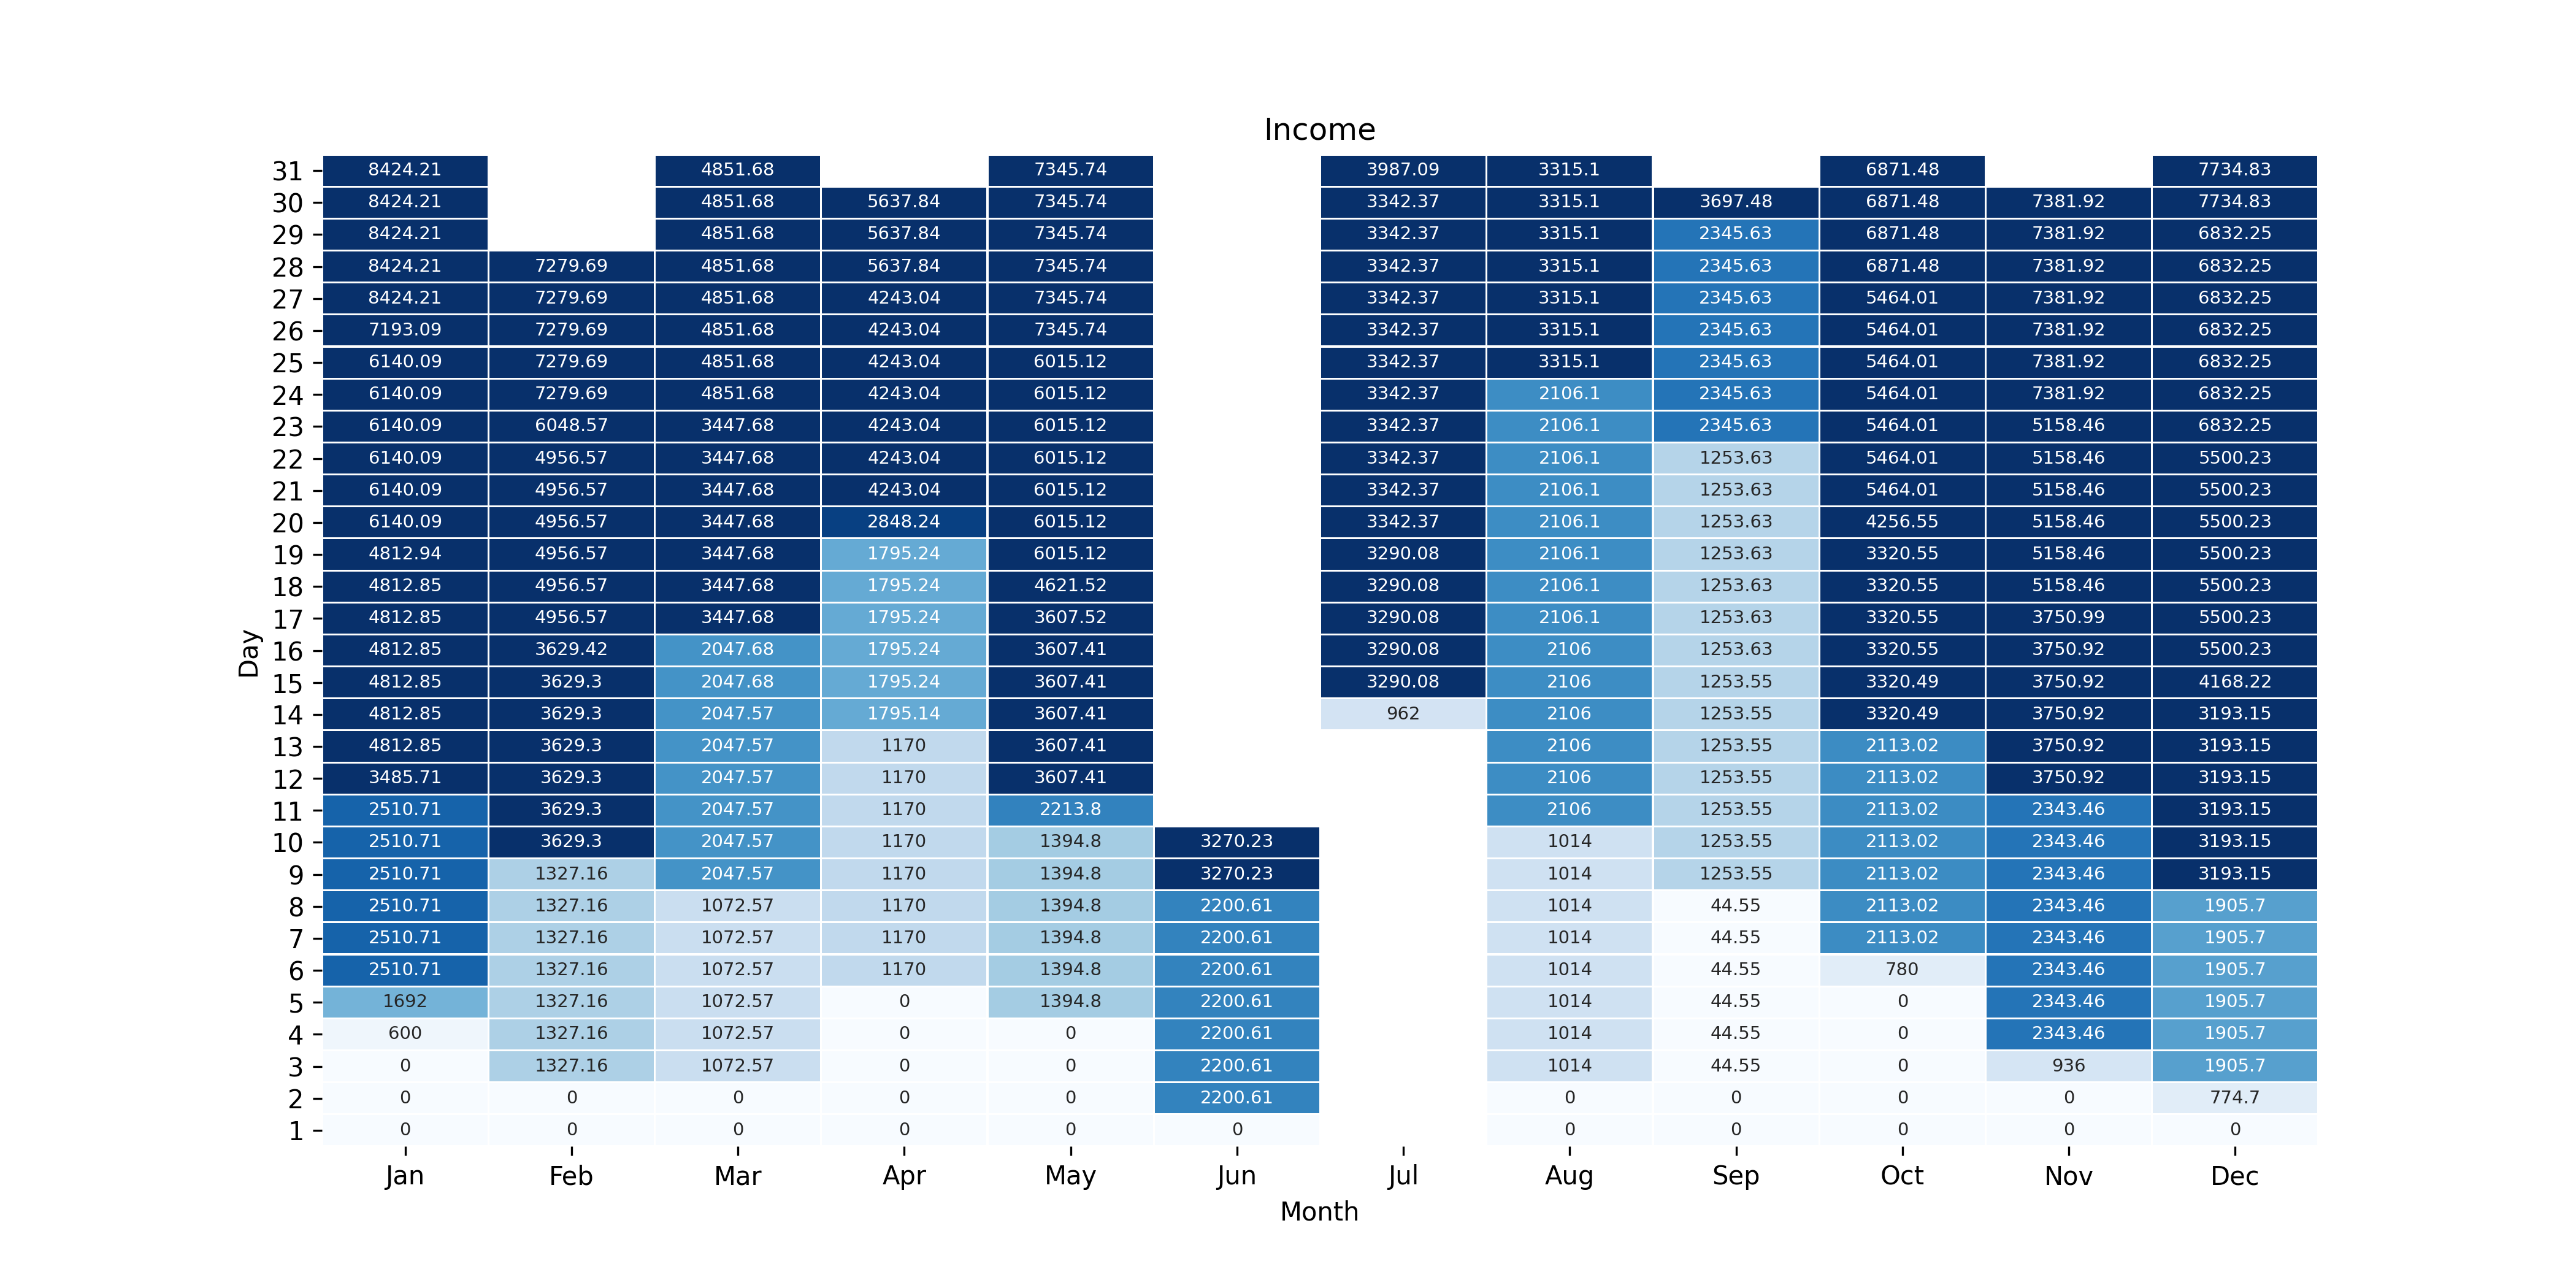 Income
31 8424.21 4851.68 7345.74 3987.09 3315.1 6871.48 7734.83
30 8424.21 4851.68 5637.84 7345.74 3342.37 3315.1 3697.48 6871.48 7381.92 7734.83
29 8424.21 4851.68 5637.84 7345.74 3342.37 3315.1 2345.63 6871.48 7381.92 6832.25
28 8424.21 7279.69 4851.68 5637.84 7345.74 3342.37 3315.1 2345.63 6871.48 7381.92 6832.25
27 8424.21 7279.69 4851.68 4243.04 7345.74 3342.37 3315.1 2345.63 5464.01 7381.92 6832.25
26 7193.09 7279.69 4851.68 4243.04 7345.74 3342.37 3315.1 2345.63 5464.01 7381.92 6832.25
25 6140.09 7279.69 4851.68 4243.04 6015.12 3342.37 3315.1 2345.63 5464.01 7381.92 6832.25
24 6140.09 7279.69 4851.68 4243.04 6015.12 3342.37 2106.1 2345.63 5464.01 7381.92 6832.25
23 6140.09 6048.57 3447.68 4243.04 6015.12 3342.37 2106.1 2345.63 5464.01 5158.46 6832.25
22 6140.09 4956.57 3447.68 4243.04 6015.12 3342.37 2106.1 1253.63 5464.01 5158.46 5500.23
21 6140.09 4956.57 3447.68 4243.04 6015.12 3342.37 2106.1 1253.63 5464.01 5158.46 5500.23
20 6140.09 4956.57 3447.68 2848.24 6015.12 3342.37 2106.1 1253.63 4256.55 5158.46 5500.23
19 4812.94 4956.57 3447.68 1795.24 6015.12 3290.08 2106.1 1253.63 3320.55 5158.46 5500.23
18 4812.85 4956.57 3447.68 1795.24 4621.52 3290.08 2106.1 1253.63 3320.55 5158.46 5500.23
17 4812.85 4956.57 3447.68 1795.24 3607.52 3290.08 2106.1 1253.63 3320.55 3750.99 5500.23
16 4812.85 3629.42 2047.68 1795.24 3607.41 3290.08 2106 1253.63 3320.55 3750.92 5500.23
15 4812.85 3629.3 2047.68 1795.24 3607.41 3290.08 2106 1253.55 3320.49 3750.92 4168.22
14 4812.85 3629.3 2047.57 1795.14 3607.41 962 2106 1253.55 3320.49 3750.92 3193.15
13 4812.85 3629.3 2047.57 1170 3607.41 2106 1253.55 2113.02 3750.92 3193.15
12 3485.71 3629.3 2047.57 1170 3607.41 2106 1253.55 2113.02 3750.92 3193.15
11 2510.71 3629.3 2047.57 1170 2213.8 2106 1253.55 2113.02 2343.46 3193.15
10 2510.71 3629.3 2047.57 1170 1394.8 3270.23 1014 1253.55 2113.02 2343.46 3193.15
9 2510.71 1327.16 2047.57 1170 1394.8 3270.23 1014 1253.55 2113.02 2343.46 3193.15
8 2510.71 1327.16 1072.57 1170 1394.8 2200.61 1014 44.55 2113.02 2343.46 1905.7
7 2510.71 1327.16 1072.57 1170 1394.8 2200.61 1014 44.55 2113.02 2343.46 1905.7
6 2510.71 1327.16 1072.57 1170 1394.8 2200.61 1014 44.55 780 2343.46 1905.7
5 1692 1327.16 1072.57 0 1394.8 2200.61 1014 44.55 0 2343.46 1905.7
4 600 1327.16 1072.57 0 0 2200.61 1014 44.55 0 2343.46 1905.7
3 0 1327.16 1072.57 0 0 2200.61 1014 44.55 0 936 1905.7
2 0 0 0 0 0 2200.61 0 0 0 0 774.7
1 0 0 0 0 0 0 0 0 0 0 0
Day
Jan Feb Mar Apr May Jun Jul Aug Sep Oct Nov Dec
Month